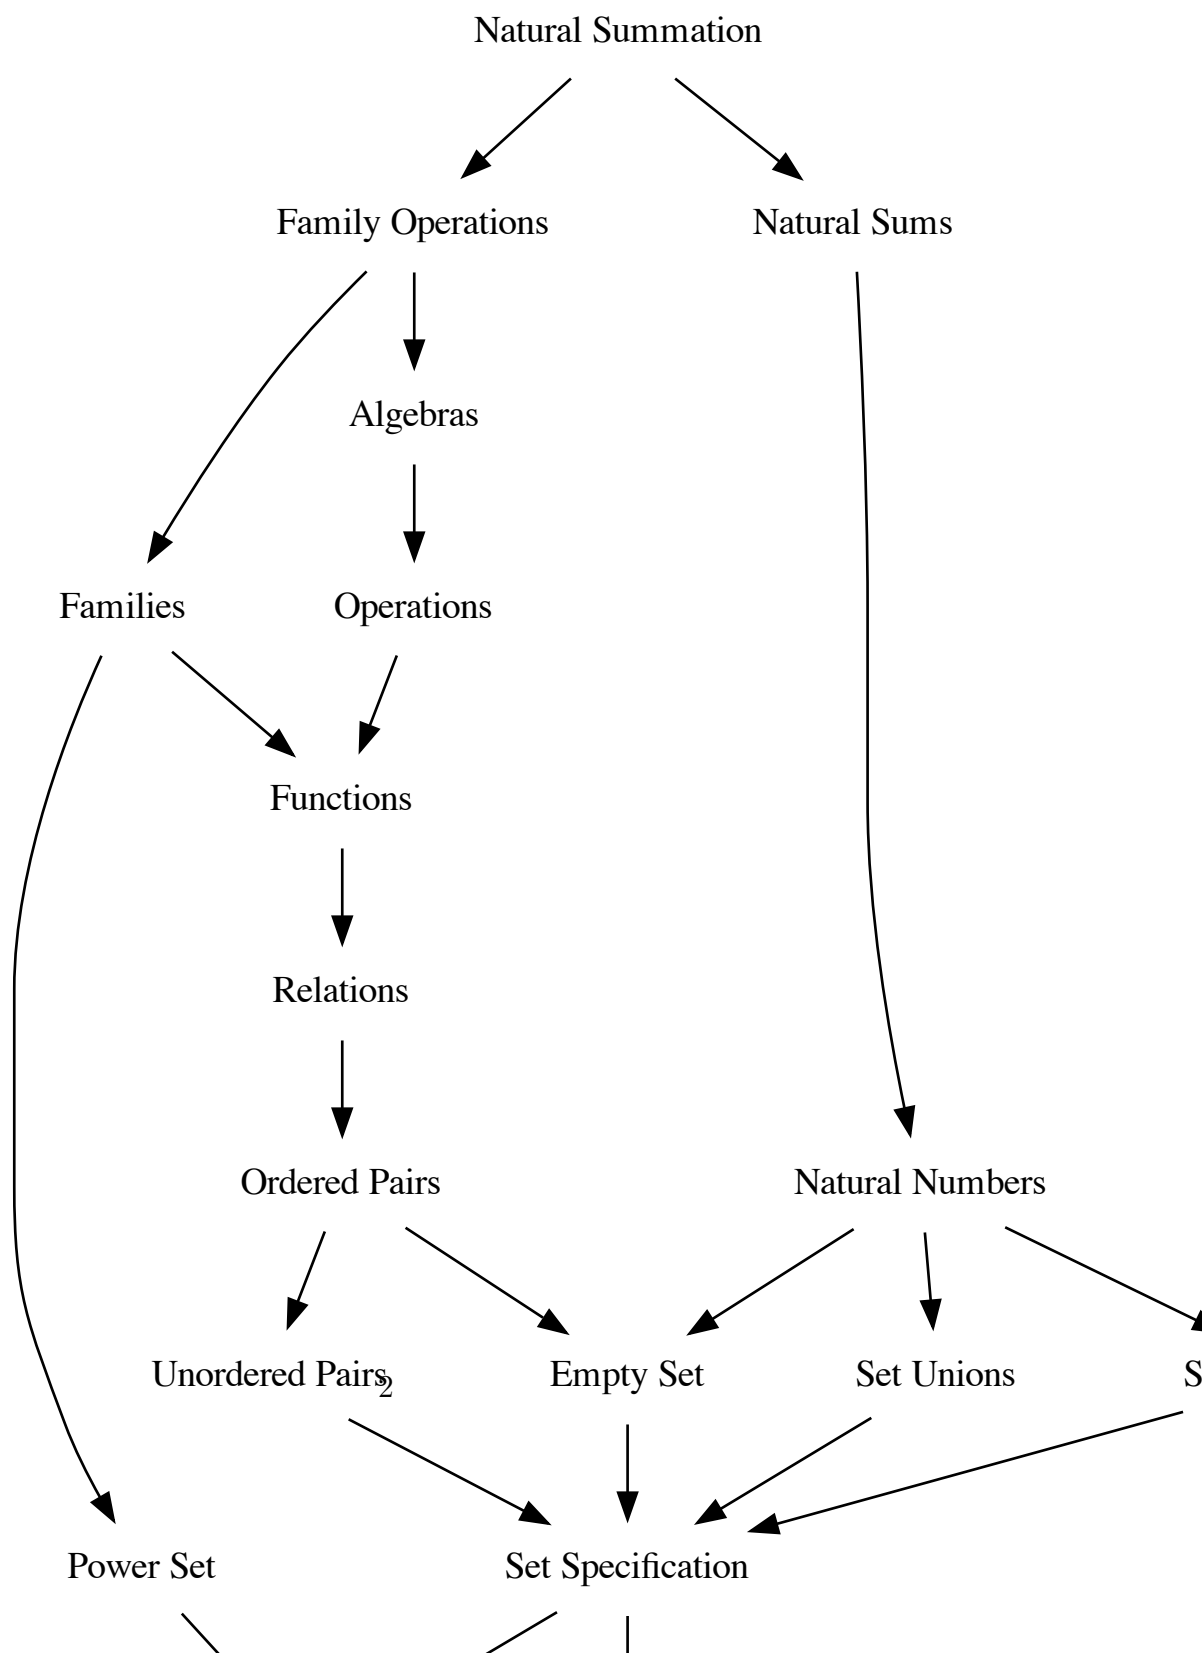 Natural Summation
Family Operations
Natural Sums
Algebras
Families
Operations
Functions
Relations
Ordered Pairs
Natural Numbers
Unordered Pairs
2
Empty Set
Set Unions
S
Power Set
Set Specification